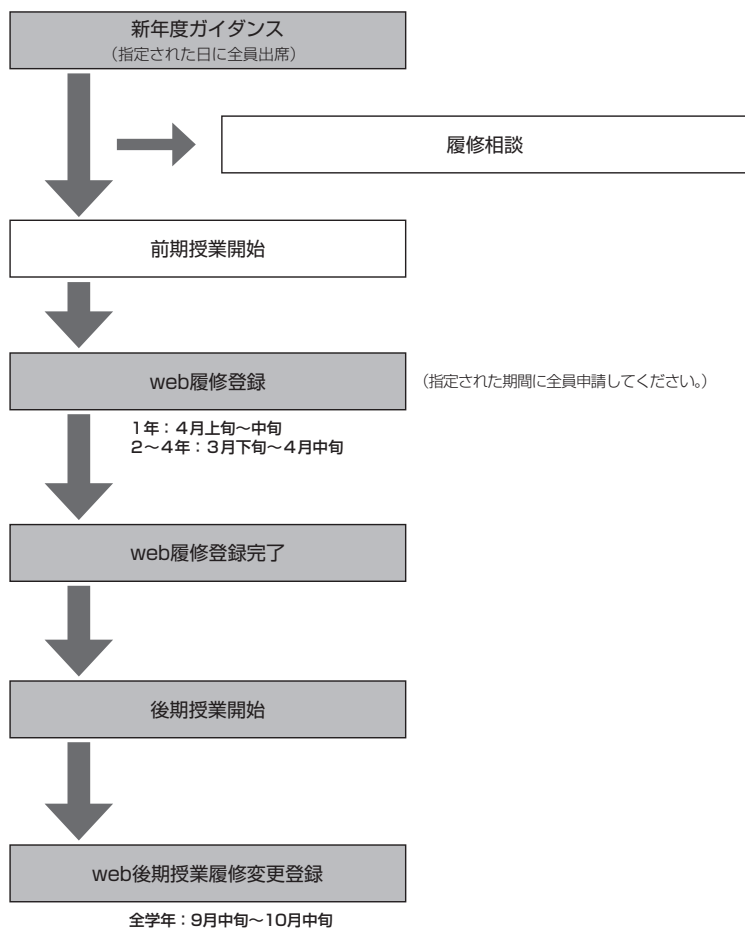 新年度ガイダンス
（指定された日に全員出席）
履修相談
前期授業開始
web履修登録
（指定された期間に全員申請してください。）
1年：4月上旬～中旬
2～4年：3月下旬～4月中旬
web履修登録完了
後期授業開始
web後期授業履修変更登録
全学年：9月中旬～10月中旬